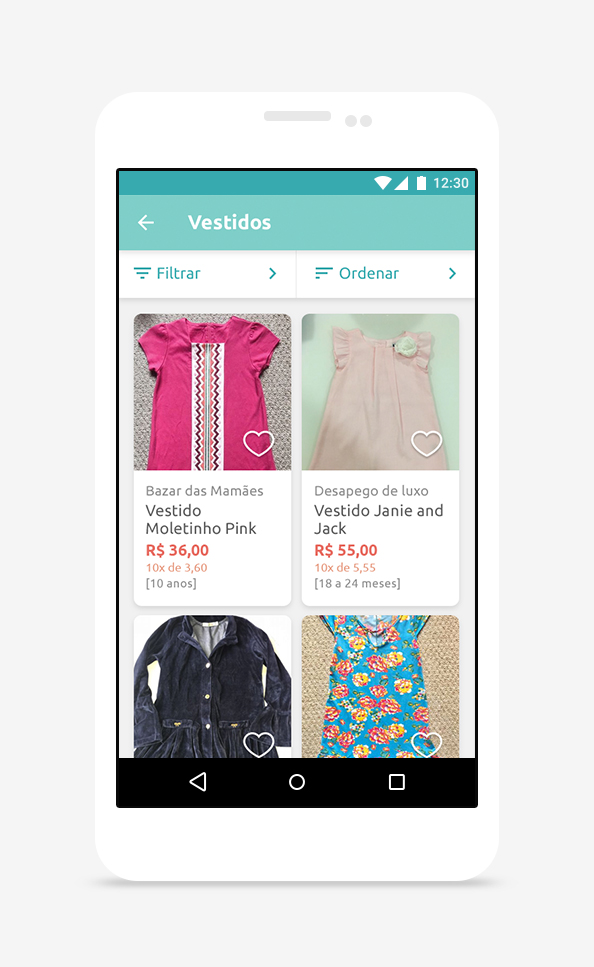 12:30
Vestidos
Filtrar
Ordenar
Bazar das Mamães
Vestido
Moletinho Pink
R$ 36,00
10x de 3,60
[10 anos]
Desapego de luxo
Vestido Janie and
Jack
R$ 55,00
10x de 5,55
[18 a 24 meses]